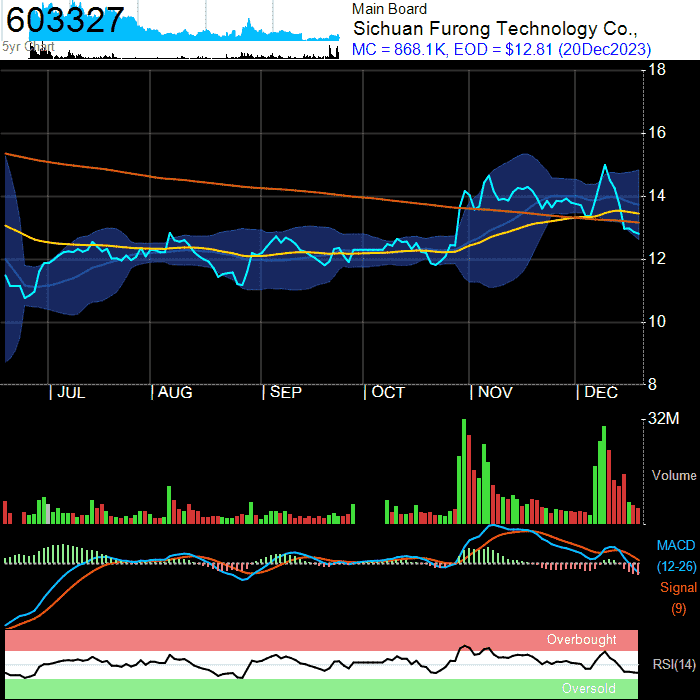 603327
5yr Chart
Main Board
Sichuan Furong Technology Co.,
MC = 868.1K, EOD = $12.81 (20Dec2023)
18
16
14
12
10
8
| JUL | AUG | SEP | OCT | NOV | DEC
32M
Volume
MACD
(12-26)
Signal
(9)
Overbought
RSI(14)
Oversold